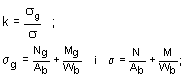 k = σg / σ ;
σg = Ng / Ab + Mg / Wb i σ = N / Ab + M / Wb ;